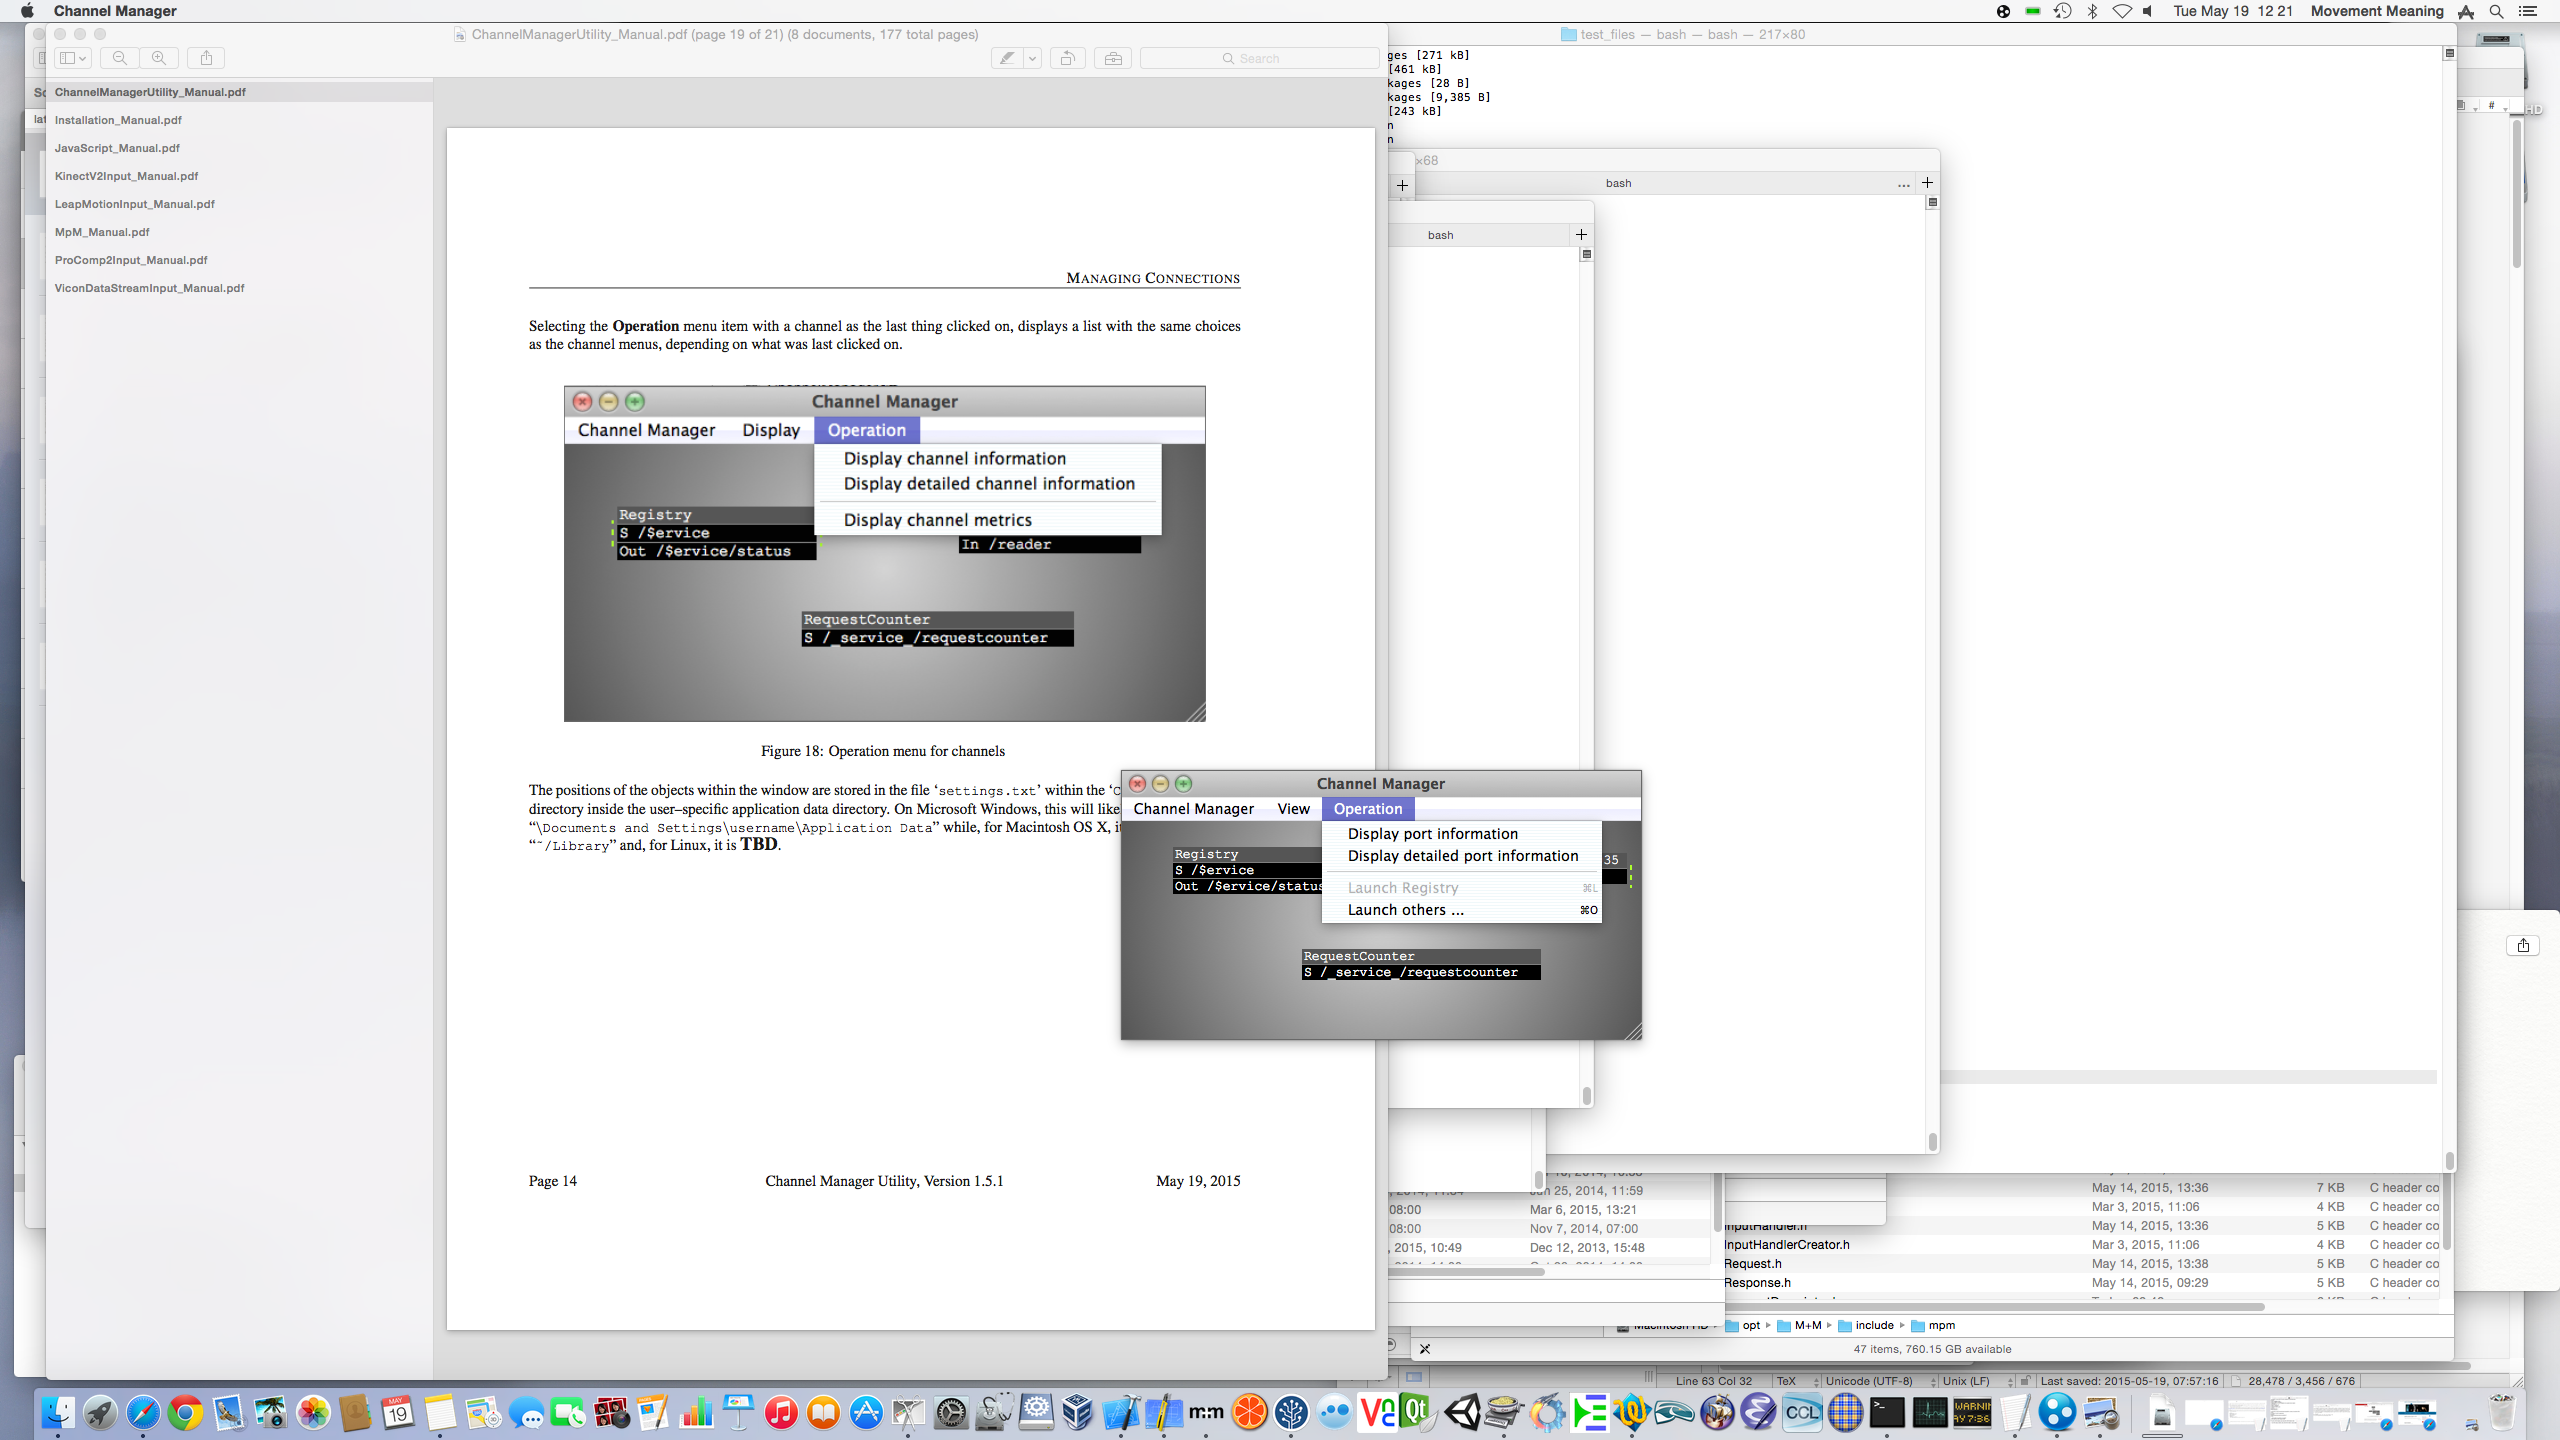 Channel Manager
Tue May 19 12 21 Movement Meaning
ChannelManagerUtility_Manual.pdf (page 19 of 21) (8 documents, 177 total pages)
Search
ChannelManagerUtility_Manual.pdf
Installation_Manual.pdf
JavaScript_Manual.pdf
KinectV2Input_Manual.pdf
LeapMotionInput_Manual.pdf
MpM_Manual.pdf
ProComp2Input_Manual.pdf
ViconDataStreamInput_Manual.pdf
MANAGING CONNECTIONS
Selecting the Operation menu item with a channel as the last thing clicked on, displays a list with the same choices
as the channel menus, depending on what was last clicked on.
Channel Manager
Channel Manager Display Operation
Display channel information
Display detailed channel information
Display channel metrics
Registry
S /$ervice
Out /$ervice/status
In /reader
RequestCounter
S /_service_/requestcounter
Figure 18: Operation menu for channels
The positions of the objects within the window are stored in the file ‘settings.txt’ within the ‘C
directory inside the user–specific application data directory. On Microsoft Windows, this will like
“\Documents and Settings\username\Application Data” while, for Macintosh OS X, i
“~/Library” and, for Linux, it is TBD.
Page 14 Channel Manager Utility, Version 1.5.1 May 19, 2015
Channel Manager
Channel Manager View Operation
Display port information
Display detailed port information
Launch Registry ⌘L
Launch others ... ⌘O
Registry
S /$ervice
Out /$ervice/status
35
RequestCounter
S /_service_/requestcounter
test_files — bash — bash — 217×80
ges [271 kB]
[461 kB]
kages [28 B]
kages [9,385 B]
[243 kB]
n
n
×68
bash
bash
#
HD
Jun 25, 2014, 11:59
08:00 Mar 6, 2015, 13:21
08:00 Nov 7, 2014, 07:00
, 2015, 10:49 Dec 12, 2013, 15:48
May 14, 2015, 13:36 7 KB C header co
Mar 3, 2015, 11:06 4 KB C header co
InputHandler.h May 14, 2015, 13:36 5 KB C header co
InputHandlerCreator.h Mar 3, 2015, 11:06 4 KB C header co
Request.h May 14, 2015, 13:38 5 KB C header co
Response.h May 14, 2015, 09:29 5 KB C header co
Macintosh HD opt M+M include mpm
47 items, 760.15 GB available
Line 63 Col 32 TeX Unicode (UTF-8) Unix (LF) Last saved: 2015-05-19, 07:57:16 28,478 / 3,456 / 676
MAY
19
m:m
Qt
CCL